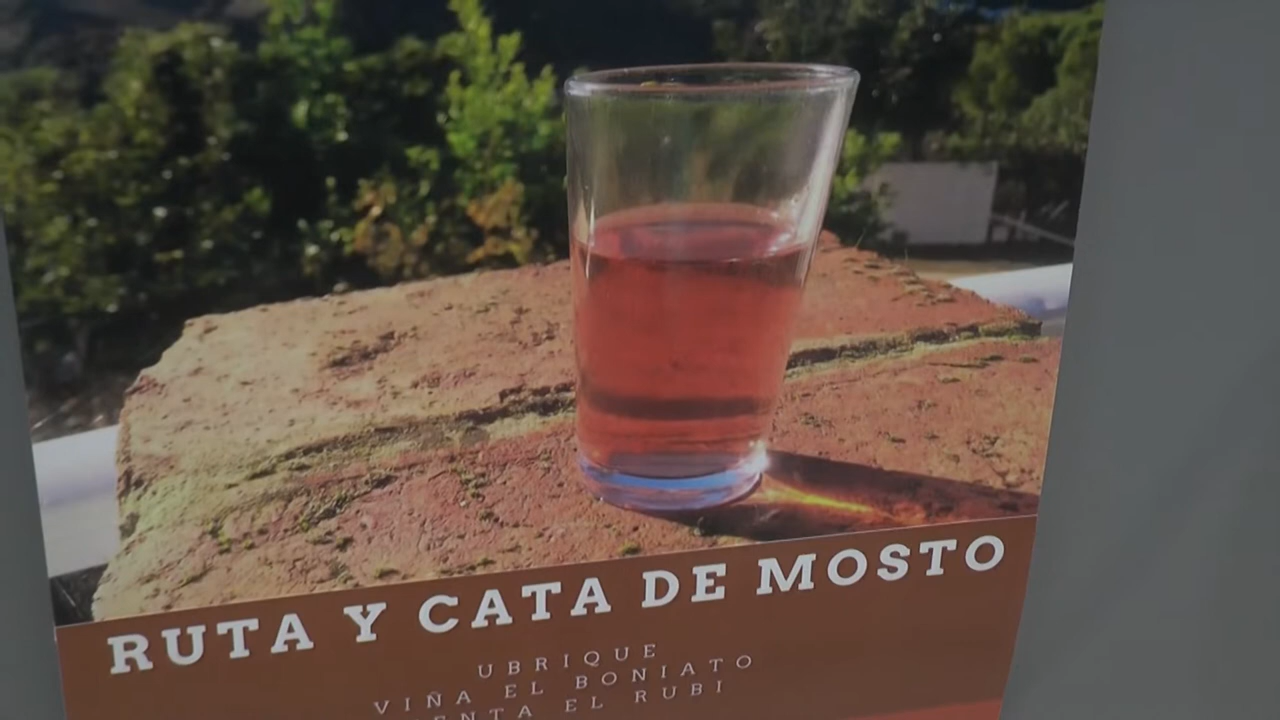 RUTA Y CATA DE MOSTO
UBRIQUE
VIÑA EL BONIATO
EL RUBI